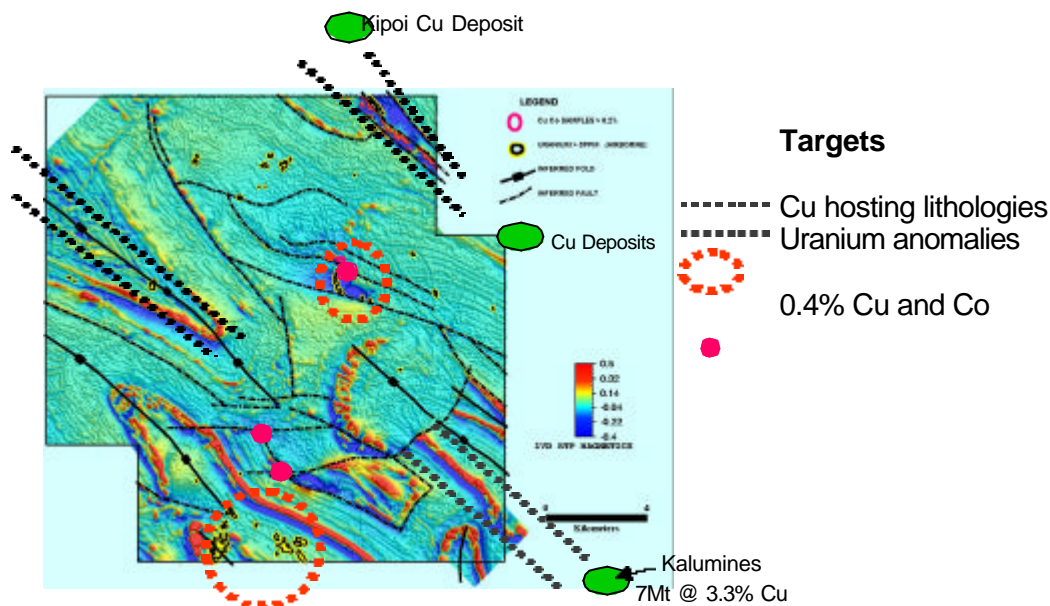 Kipoi Cu Deposit
LEGEND
INFERRED FOLD
INFERRED FAULT
Cu Deposits
Targets
Cu hosting lithologies
Uranium anomalies
0.4% Cu and Co
0.5
0.32
0.14
-0.04
-0.22
-0.4
MAGNETICS
0 4
Kilometers
Kalumines
7Mt @ 3.3% Cu